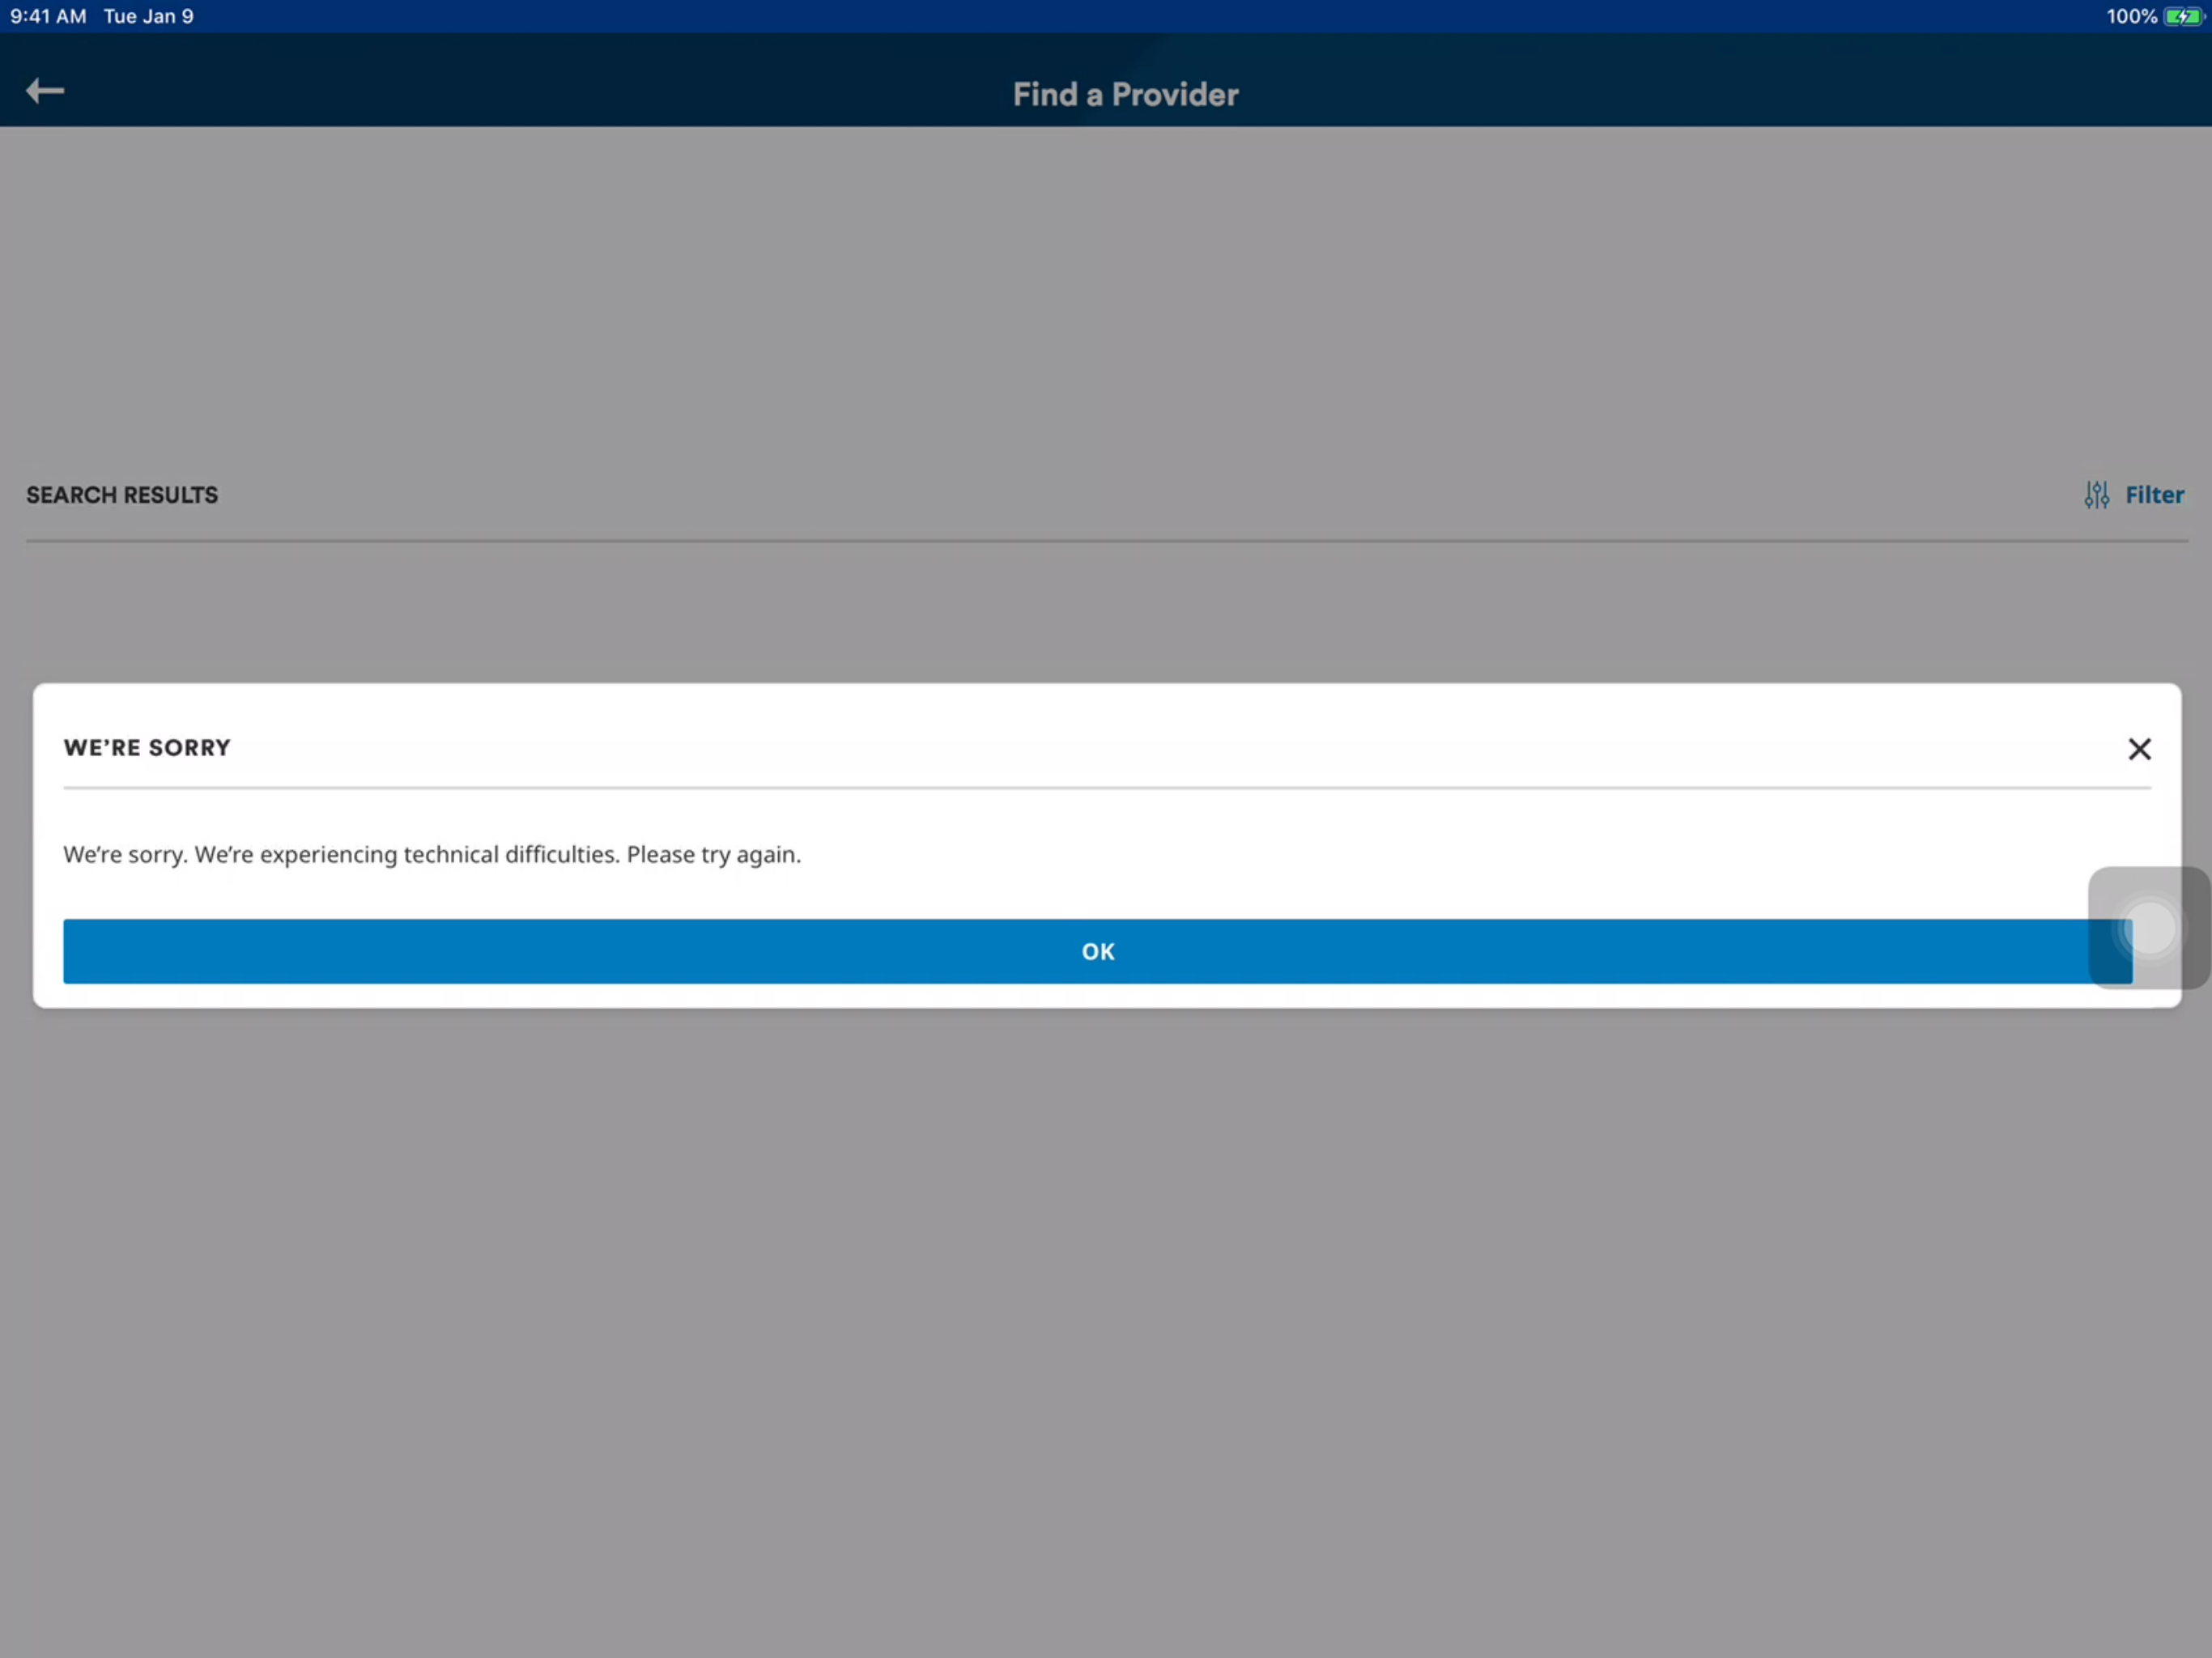 9:41 AM Tue Jan 9
100%
Find a Provider
SEARCH RESULTS
Filter
WE’RE SORRY
We’re sorry. We’re experiencing technical difficulties. Please try again.
OK